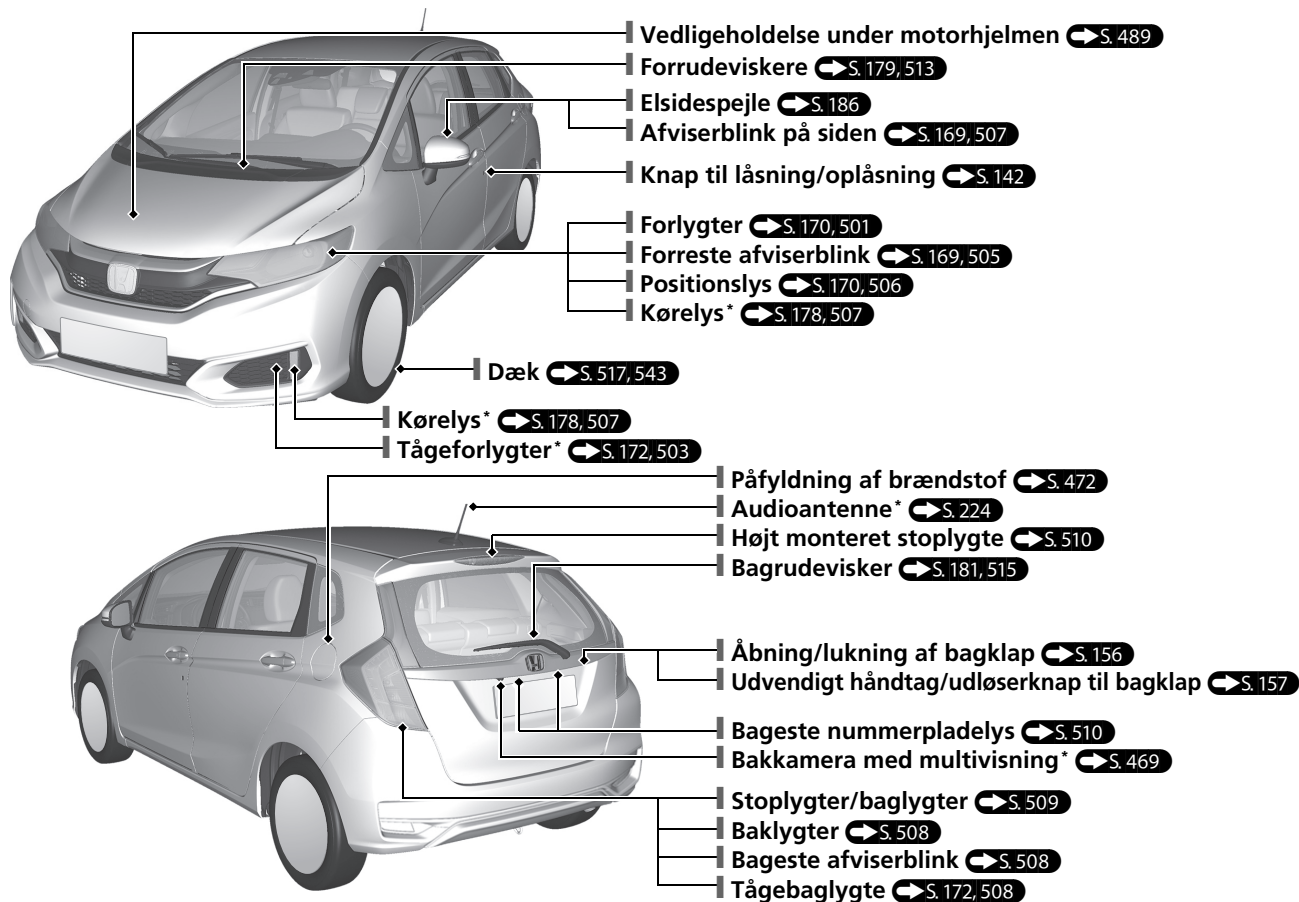 Vedligeholdelse under motorhjelmen S. 489
Forrudeviskere S. 179, 513
Elsidespejle S. 186
Afviserblink på siden S. 169, 507
Knap til låsning/oplåsning S. 142
Forlygter S. 170, 501
Forreste afviserblink S. 169, 505
Positionslys S. 170, 506
Kørelys* S. 178, 507
Dæk S. 517, 543
Kørelys* S. 178, 507
Tågeforlygter* S. 172, 503
Påfyldning af brændstof S. 472
Audioantenne* S. 224
Højt monteret stoplygte S. 510
Bagrudevisker S. 181, 515
Åbning/lukning af bagklap S. 156
Udvendigt håndtag/udløserknap til bagklap S. 157
Bageste nummerpladelys S. 510
Bakkamera med multivisning* S. 469
Stoplygter/baglygter S. 509
Baklygter S. 508
Bageste afviserblink S. 508
Tågebaglygte S. 172, 508